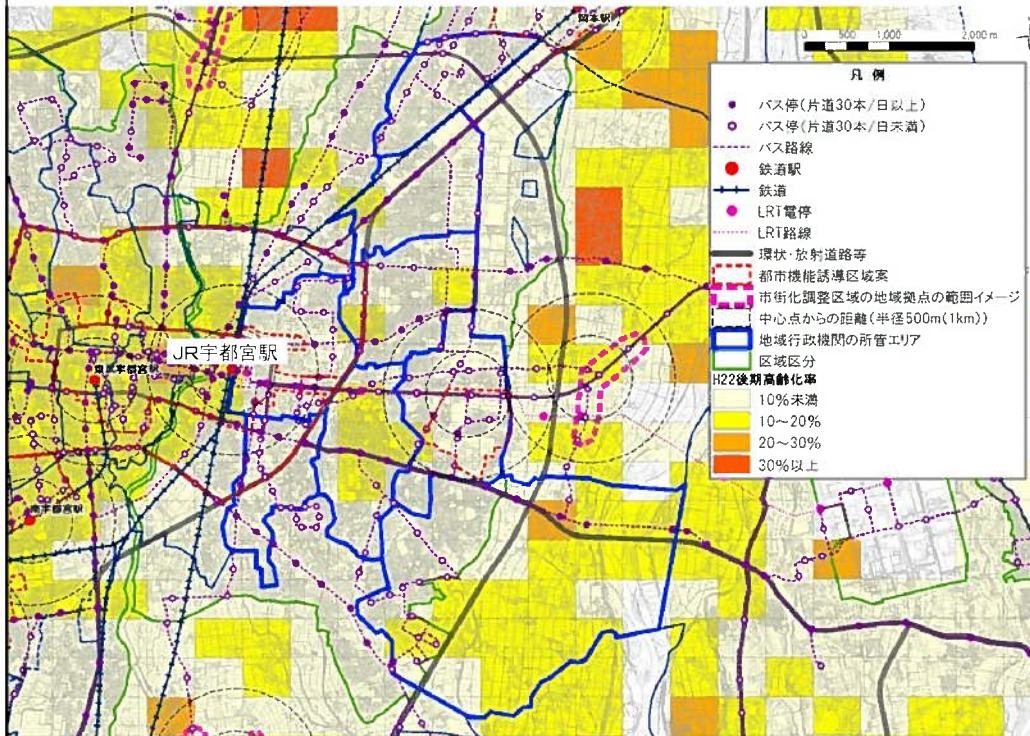 岡本駅
0 500 1,000 2,000 m
凡 例
バス停(片道30本/日以上)
バス停(片道30本/日未満)
バス路線
鉄道駅
鉄道
LRT電停
LRT路線
環状・放射道路等
都市機能誘導区域案
市街化調整区域の地域拠点の範囲イメージ
中心点からの距離(半径500m(1km))
地域行政機関の所管エリア
区域区分
H22後期高齢化率
10%未満
10~20%
20~30%
30%以上
JR宇都宮駅
東武宇都宮駅
南宇都宮駅